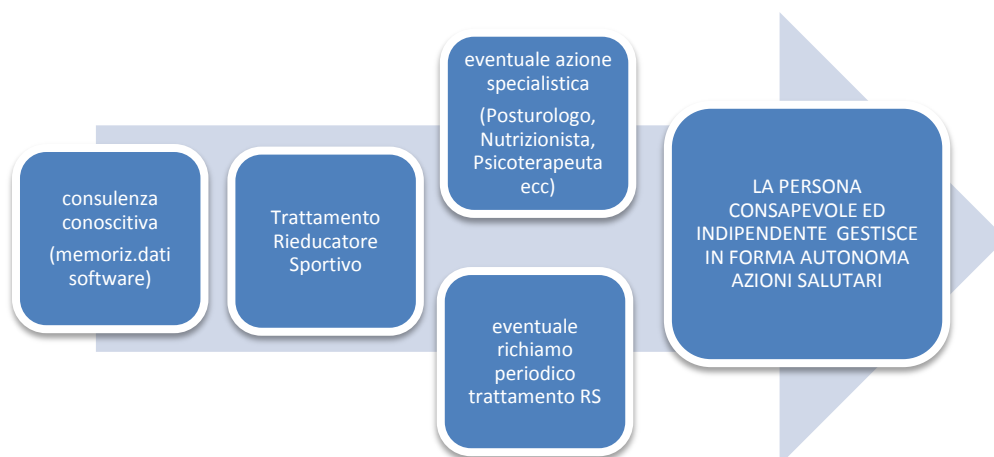 consulenza
conoscitiva
(memoriz.dati
software)
Trattamento
Rieducatore
Sportivo
eventuale azione
specialistica
(Posturologo,
Nutrizionista,
Psicoterapeuta
ecc)
eventuale
richiamo
periodico
trattamento RS
LA PERSONA
CONSAPEVOLE ED
INDIPENDENTE GESTISCE
IN FORMA AUTONOMA
AZIONI SALUTARI